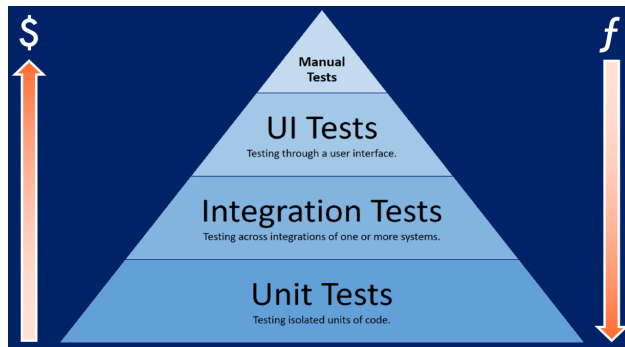 $
ƒ
Manual
Tests
UI Tests
Testing through a user interface.
Integration Tests
Testing across integrations of one or more systems.
Unit Tests
Testing isolated units of code.